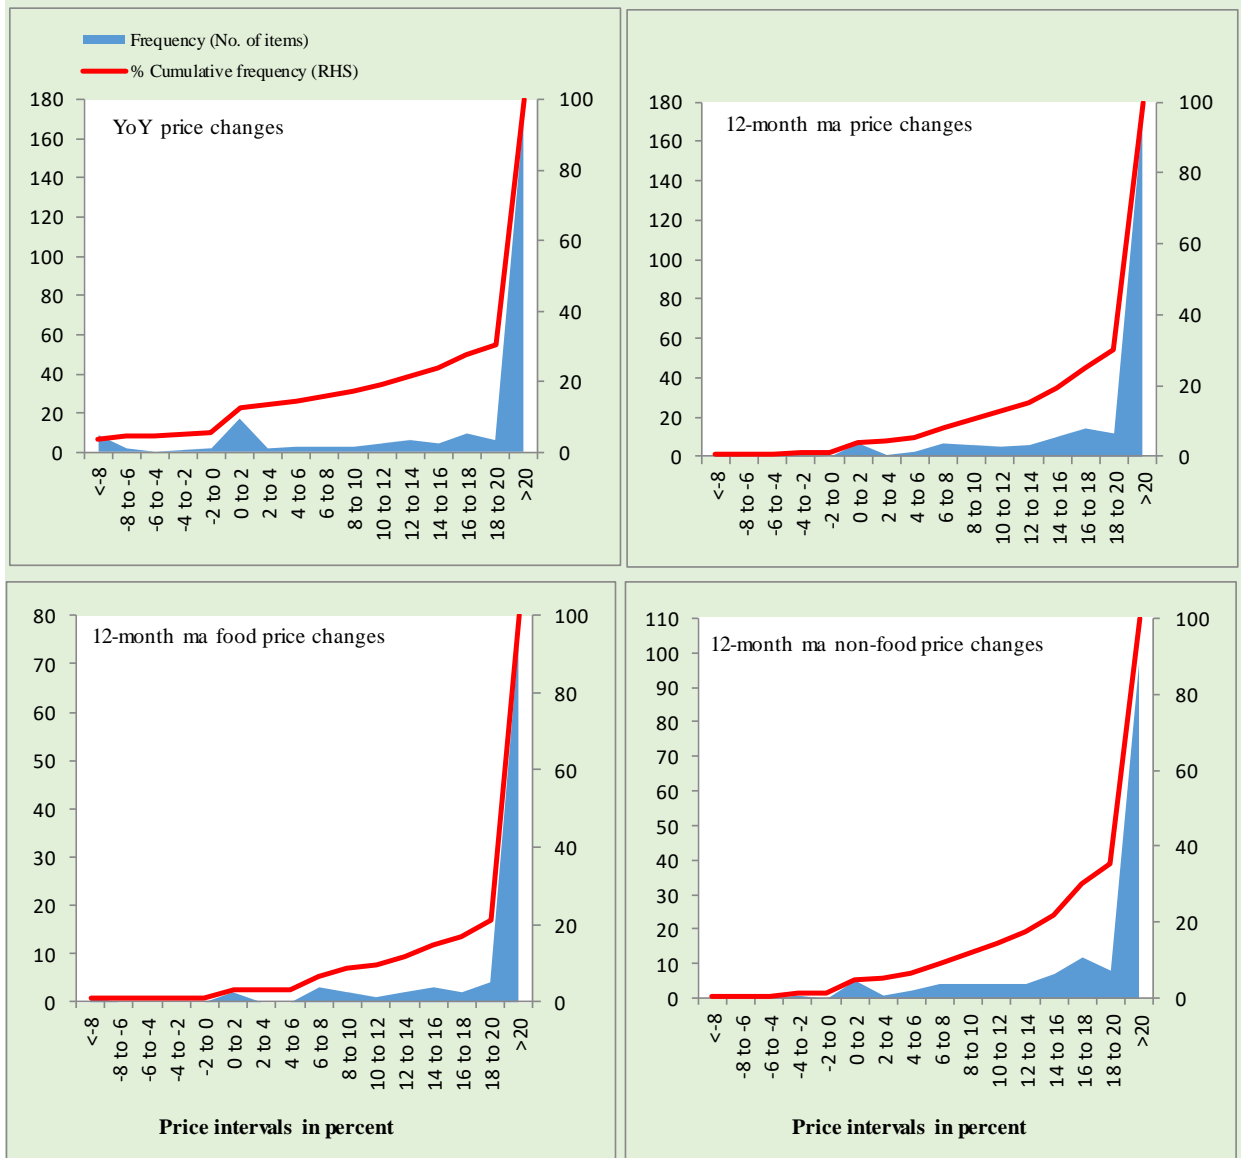 Frequency (No. of items)
% Cumulative frequency (RHS)
YoY price changes
180
160
140
120
100
80
60
40
20
0
100
80
60
40
20
0
<-8
-8 to -6
-6 to -4
-4 to -2
-2 to 0
0 to 2
2 to 4
4 to 6
6 to 8
8 to 10
10 to 12
12 to 14
14 to 16
16 to 18
18 to 20
>20
12-month ma price changes
180
160
140
120
100
80
60
40
20
0
100
80
60
40
20
0
<-8
-8 to -6
-6 to -4
-4 to -2
-2 to 0
0 to 2
2 to 4
4 to 6
6 to 8
8 to 10
10 to 12
12 to 14
14 to 16
16 to 18
18 to 20
>20
12-month ma food price changes
80
70
60
50
40
30
20
10
0
100
80
60
40
20
0
<-8
-8 to -6
-6 to -4
-4 to -2
-2 to 0
0 to 2
2 to 4
4 to 6
6 to 8
8 to 10
10 to 12
12 to 14
14 to 16
16 to 18
18 to 20
>20
Price intervals in percent
12-month ma non-food price changes
110
100
90
80
70
60
50
40
30
20
10
0
100
80
60
40
20
0
<-8
-8 to -6
-6 to -4
-4 to -2
-2 to 0
0 to 2
2 to 4
4 to 6
6 to 8
8 to 10
10 to 12
12 to 14
14 to 16
16 to 18
18 to 20
>20
Price intervals in percent